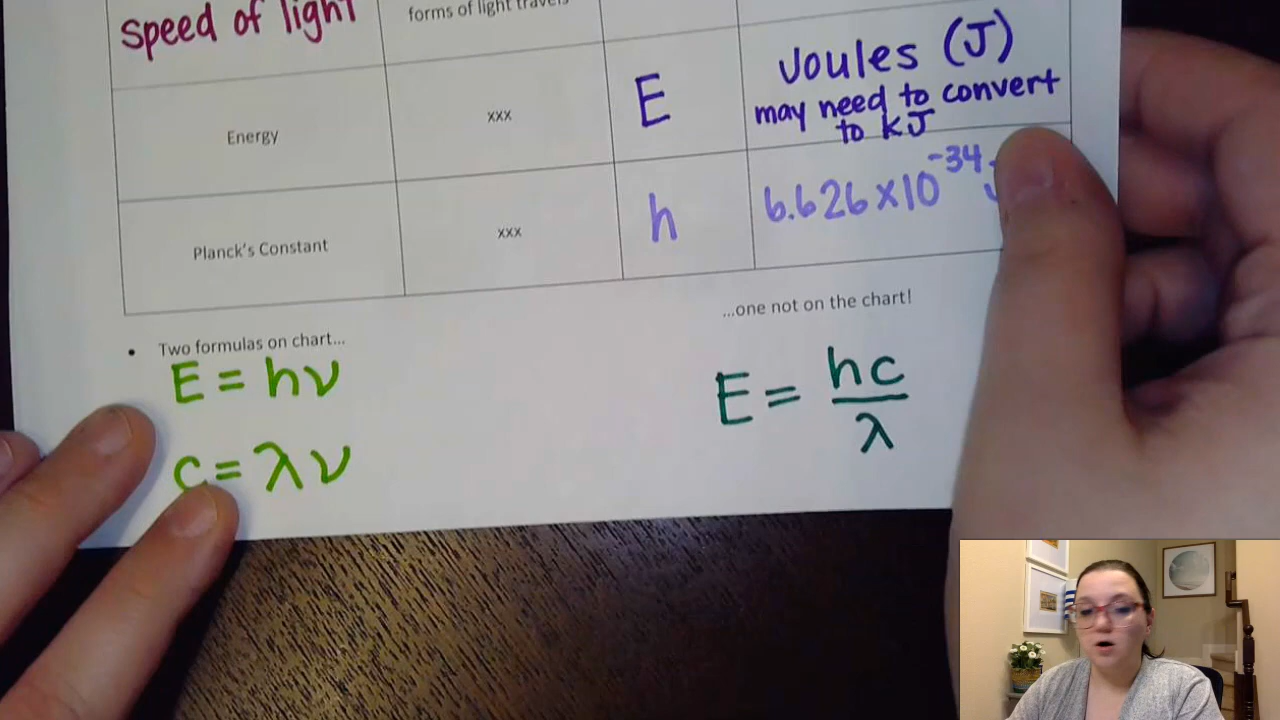 speed of light
forms of light travels
Energy
xxx
E
Joules (J)
may need to convert
to kJ
Planck's Constant
xxx
h
6.626 x 10⁻³⁴
• Two formulas on chart...
E = hν
c = λν
...one not on the chart!
E = hc
λ